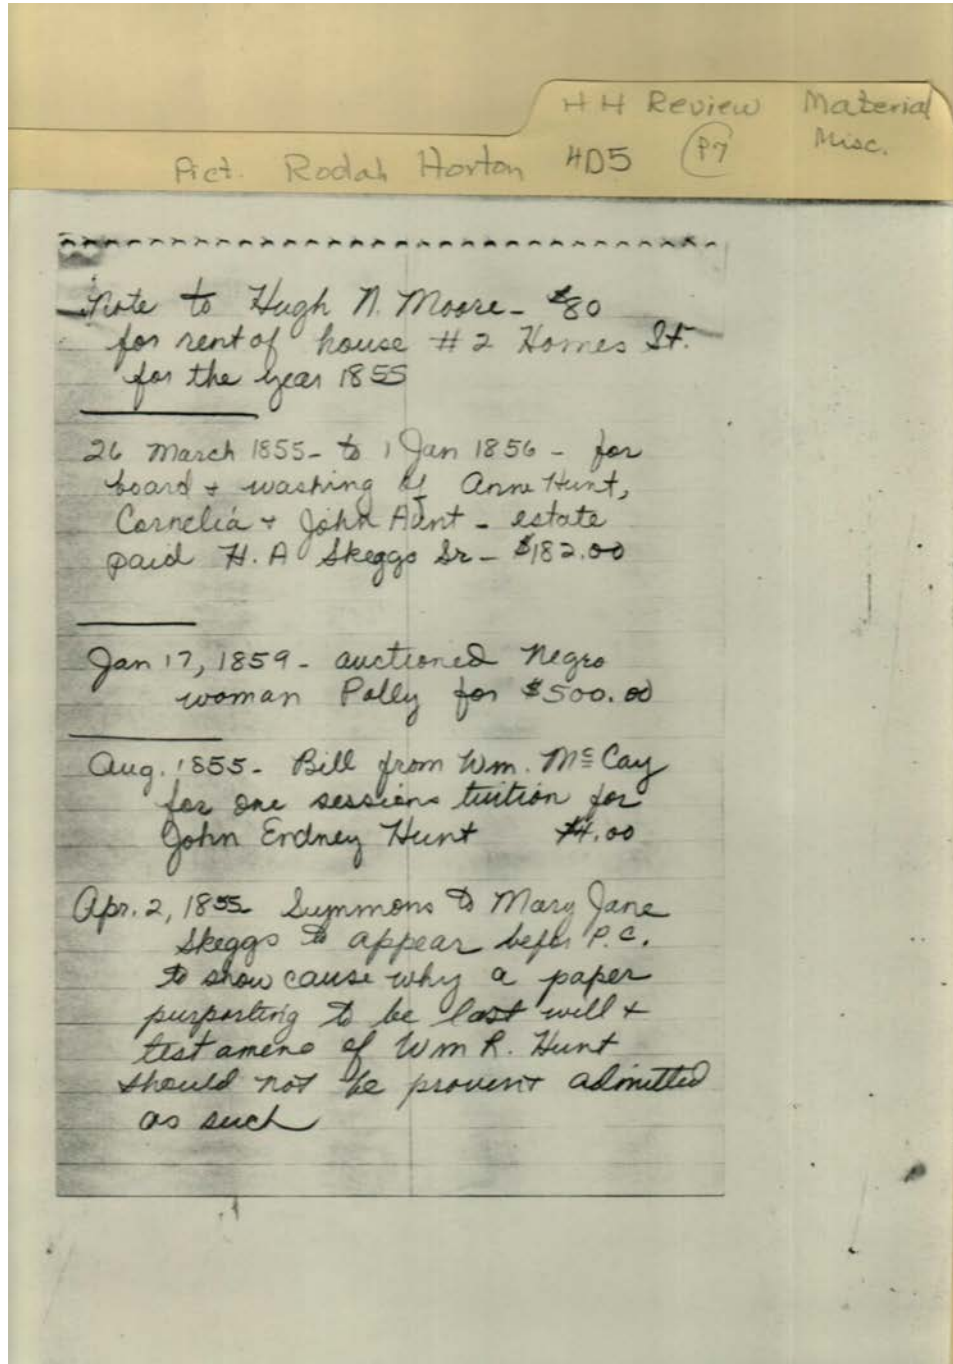 HH Review Material
Pict. Rodah Horton 4D5 P7 Misc.
Note to Hugh N. Moore - $80
for rent of house #2 Homes St.
for the year 1855
26 March 1855 - to 1 Jan 1856 - for
board + washing of Anne Hunt,
Cornelia + John Hunt - estate
paid H. A Skeggs Sr - $182.00
Jan 17, 1859 - auctioned Negro
woman Polly for $500.00
Aug. 1855 - Bill from Wm. McCay
for one sessions tuition for
John Erdney Hunt $4.00
Apr. 2, 1855 - Summons to Mary Jane
Skeggs to appear befor P.C.
to show cause why a paper
purporting to be last will +
testament of Wm R. Hunt
should not be proven + admitted
as such